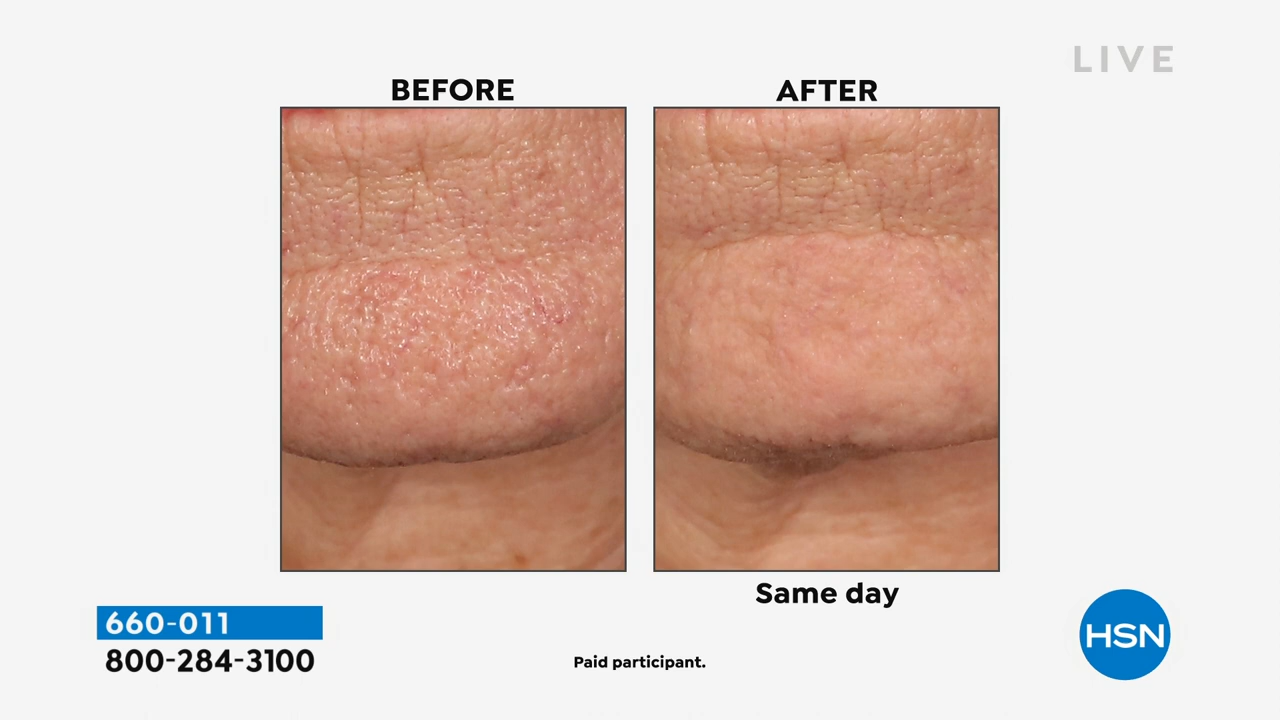 LIVE
BEFORE
AFTER
Same day
660-011
800-284-3100
Paid participant.
HSN